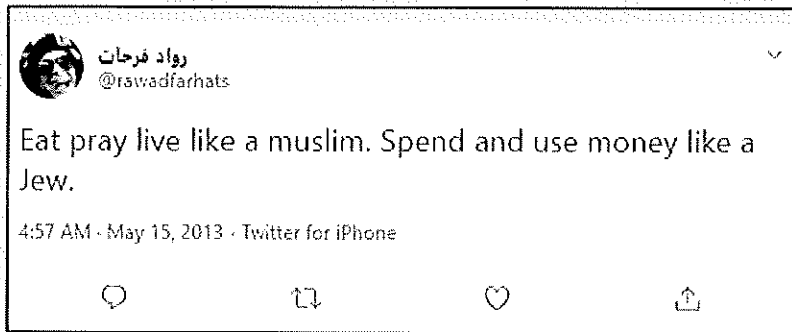 رواد فرحات
@rawadfarhats
Eat pray live like a muslim. Spend and use money like a
Jew.
4:57 AM · May 15, 2013 · Twitter for iPhone